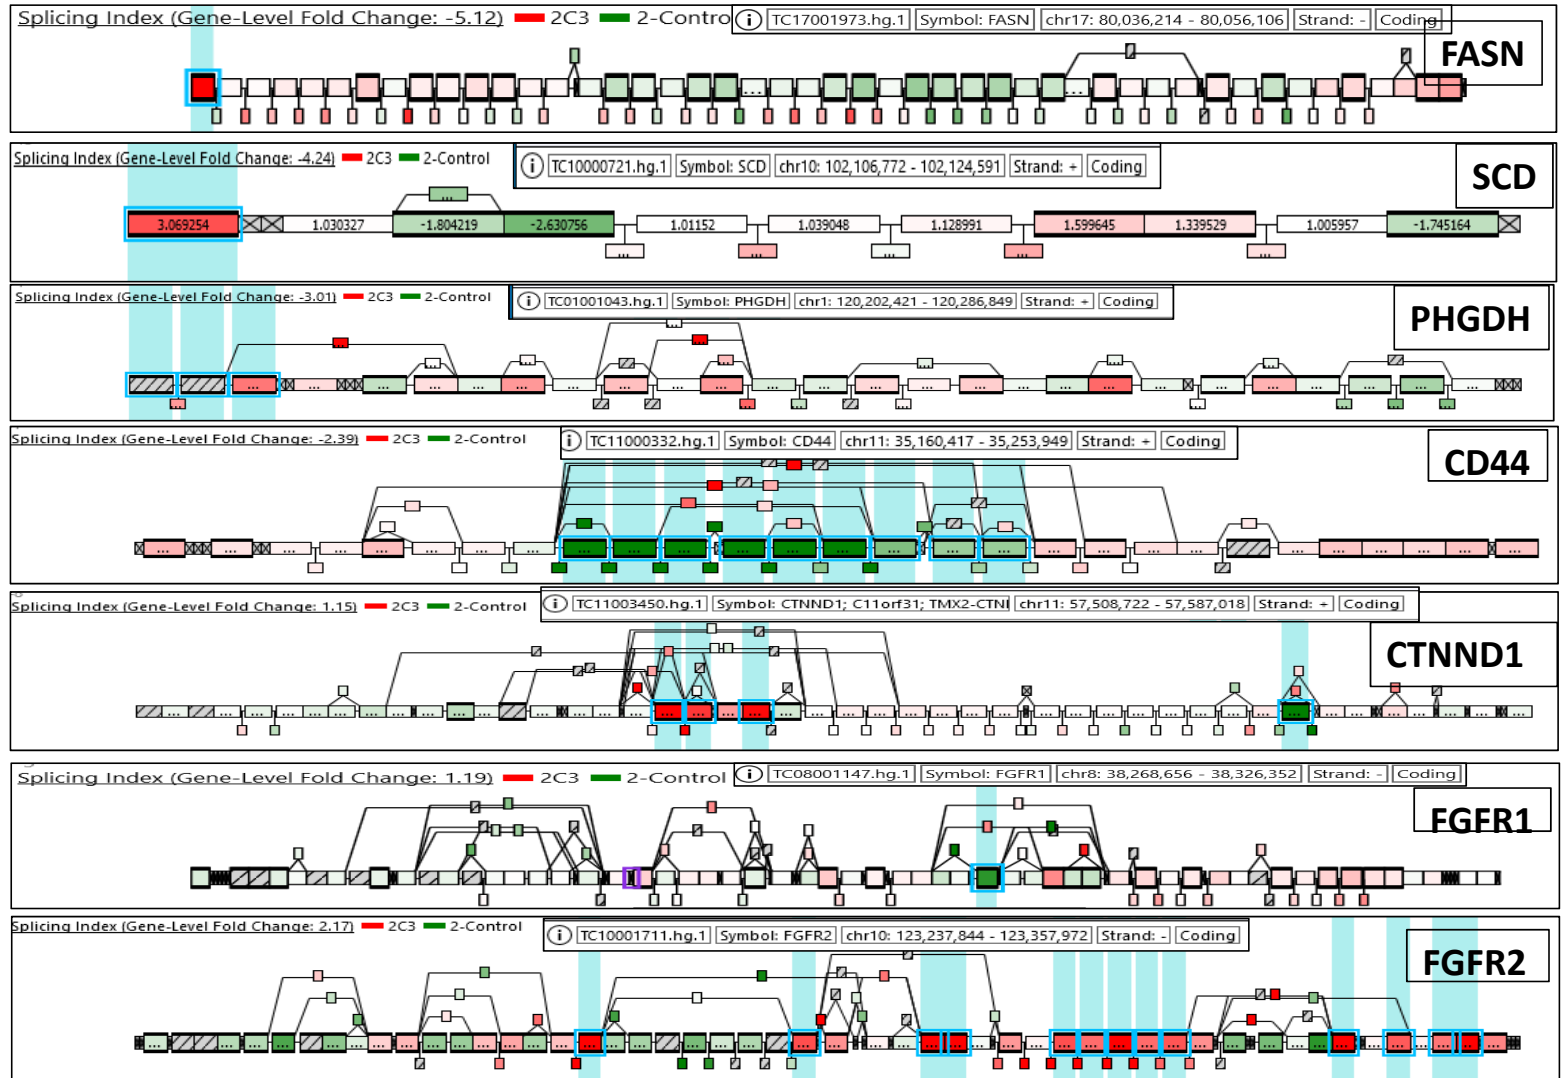 Splicing Index (Gene-Level Fold Change: -5.12) 2C3 2-Contro
i TC17001973.hg.1 Symbol: FASN chr17: 80,036,214 - 80,056,106 Strand: - Coding
FASN
... ...
Splicing Index (Gene-Level Fold Change: -4.24) 2C3 2-Control
i TC10000721.hg.1 Symbol: SCD chr10: 102,106,772 - 102,124,591 Strand: + Coding
SCD
...
3.069254 1.030327 -1.804219 -2.630756 1.01152 1.039048 1.128991 1.599645 1.339529 1.005957 -1.745164
... ... ... ... ...
Splicing Index (Gene-Level Fold Change: -3.01) 2C3 2-Control
i TC01001043.hg.1 Symbol: PHGDH chr1: 120,202,421 - 120,286,849 Strand: + Coding
PHGDH
Splicing Index (Gene-Level Fold Change: -2.39) 2C3 2-Control
i TC11000332.hg.1 Symbol: CD44 chr11: 35,160,417 - 35,253,949 Strand: + Coding
CD44
Splicing Index (Gene-Level Fold Change: 1.15) 2C3 2-Control
i TC11003450.hg.1 Symbol: CTNND1; C11orf31; TMX2-CTNI chr11: 57,508,722 - 57,587,018 Strand: + Coding
CTNND1
Splicing Index (Gene-Level Fold Change: 1.19) 2C3 2-Control
i TC08001147.hg.1 Symbol: FGFR1 chr8: 38,268,656 - 38,326,352 Strand: - Coding
FGFR1
Splicing Index (Gene-Level Fold Change: 2.17) 2C3 2-Control
i TC10001711.hg.1 Symbol: FGFR2 chr10: 123,237,844 - 123,357,972 Strand: - Coding
FGFR2